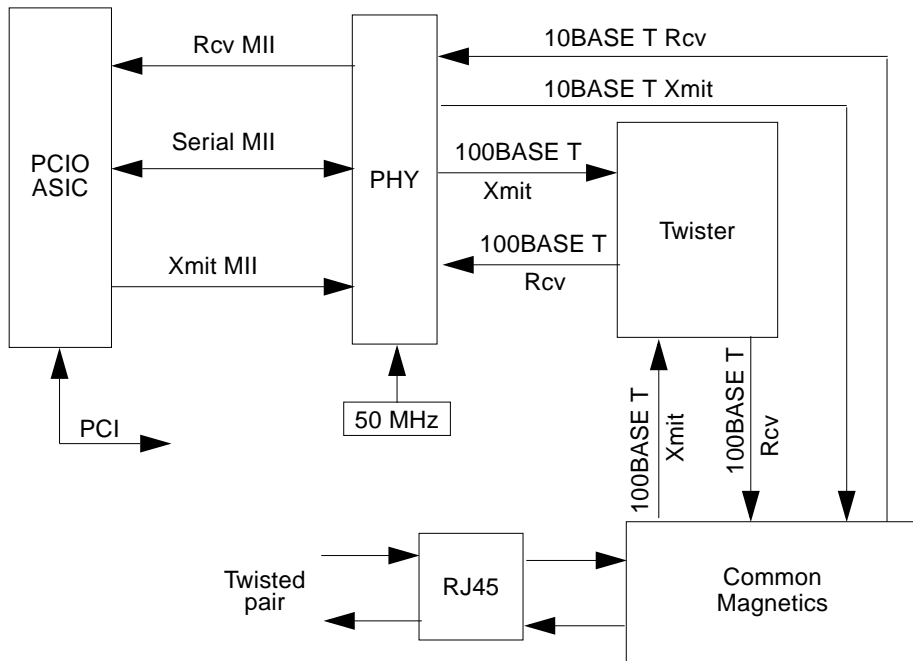 Rcv MII
10BASE T Rcv
10BASE T Xmit
Serial MII
100BASE T
Xmit
PCIO
ASIC
PHY
Twister
100BASE T
Rcv
Xmit MII
50 MHz
PCI
100BASE T
Xmit
100BASE T
Rcv
Twisted
pair
RJ45
Common
Magnetics